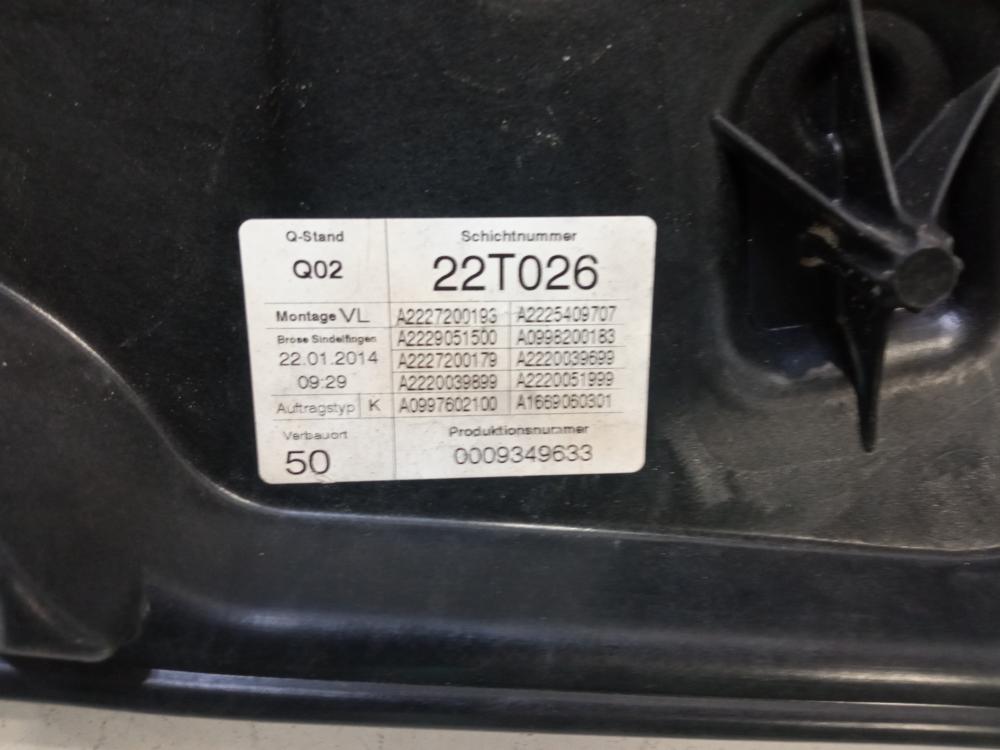 Q-Stand Schichtnummer
Q02 22T026
Montage VL A2227200193 A2225409707
Brose Sindelfingen A2229051500 A0998200183
22.01.2014 A2227200179 A2220039699
09:29 A2220039899 A2220051999
Auftragstyp K A0997602100 A1669060301
Verbauort Produktionsnummer
50 0009349633